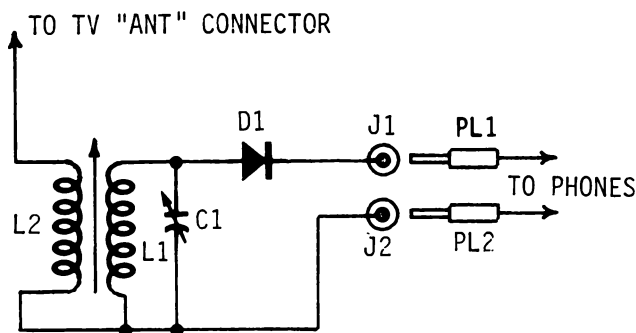 TO TV "ANT" CONNECTOR
D1
J1
PL1
TO PHONES
L2
L1
C1
J2
PL2